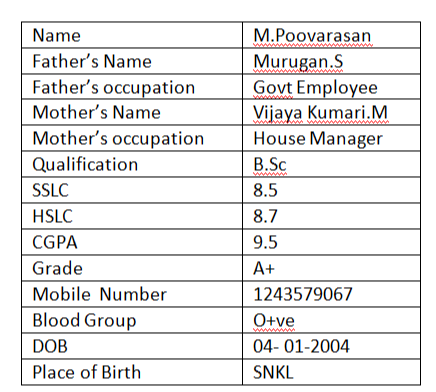 Name M.Poovarasan
Father’s Name Murugan.S
Father’s occupation Govt Employee
Mother’s Name Vijaya Kumari.M
Mother’s occupation House Manager
Qualification B.Sc
SSLC 8.5
HSLC 8.7
CGPA 9.5
Grade A+
Mobile  Number 1243579067
Blood Group O+ve
DOB 04- 01-2004
Place of Birth SNKL